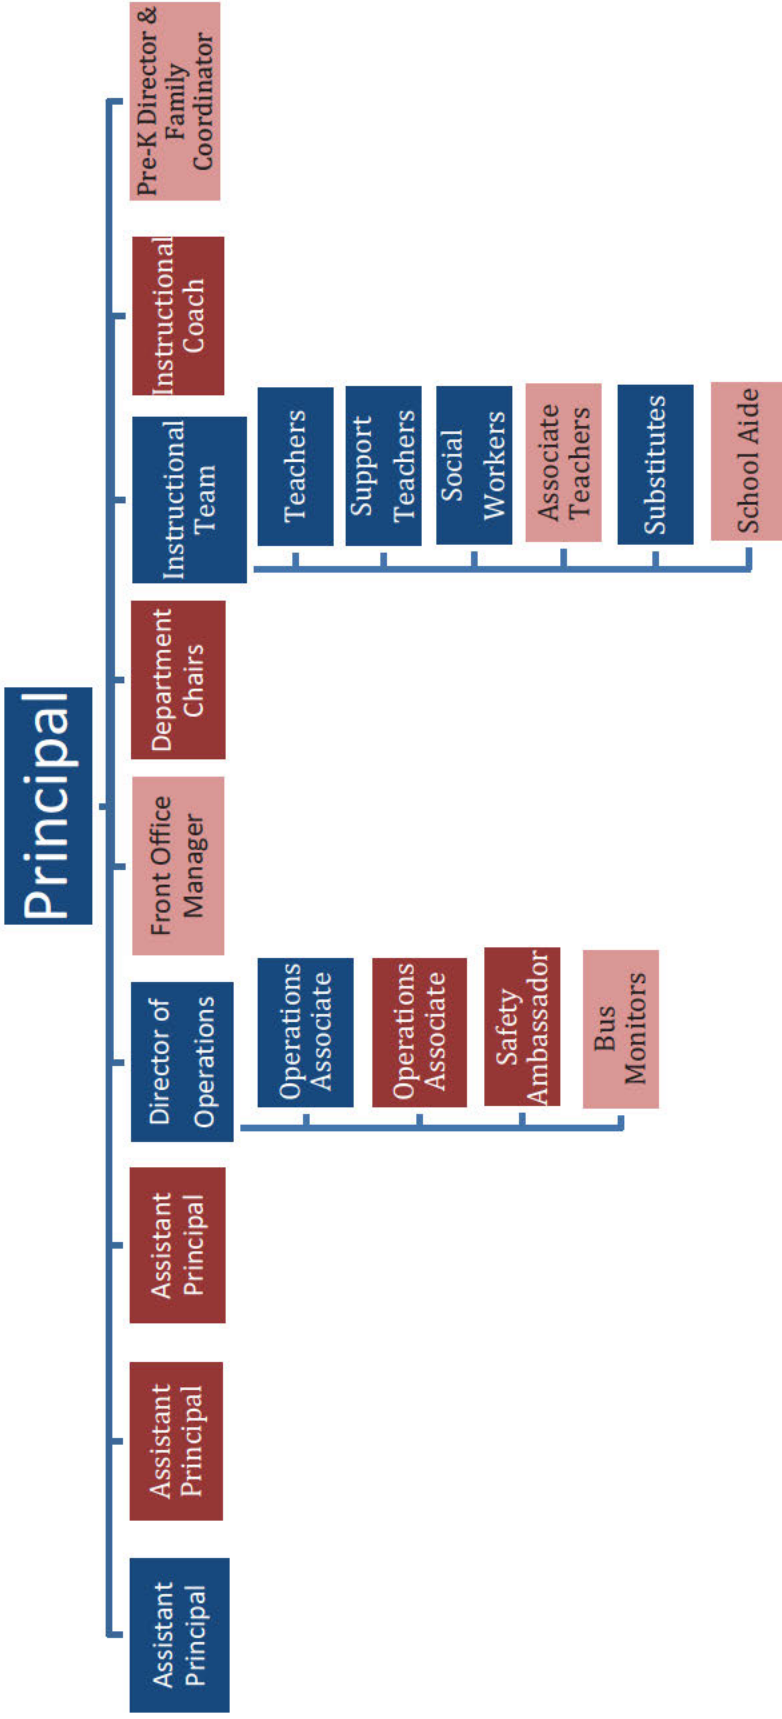 Principal
Assistant
Principal
Assistant
Principal
Assistant
Principal
Director of
Operations
Operations
Associate
Operations
Associate
Safety
Ambassador
Bus
Monitors
Front Office
Manager
Department
Chairs
Instructional
Team
Teachers
Support
Teachers
Social
Workers
Associate
Teachers
Substitutes
School Aide
Instructional
Coach
Pre-K Director &
Family
Coordinator